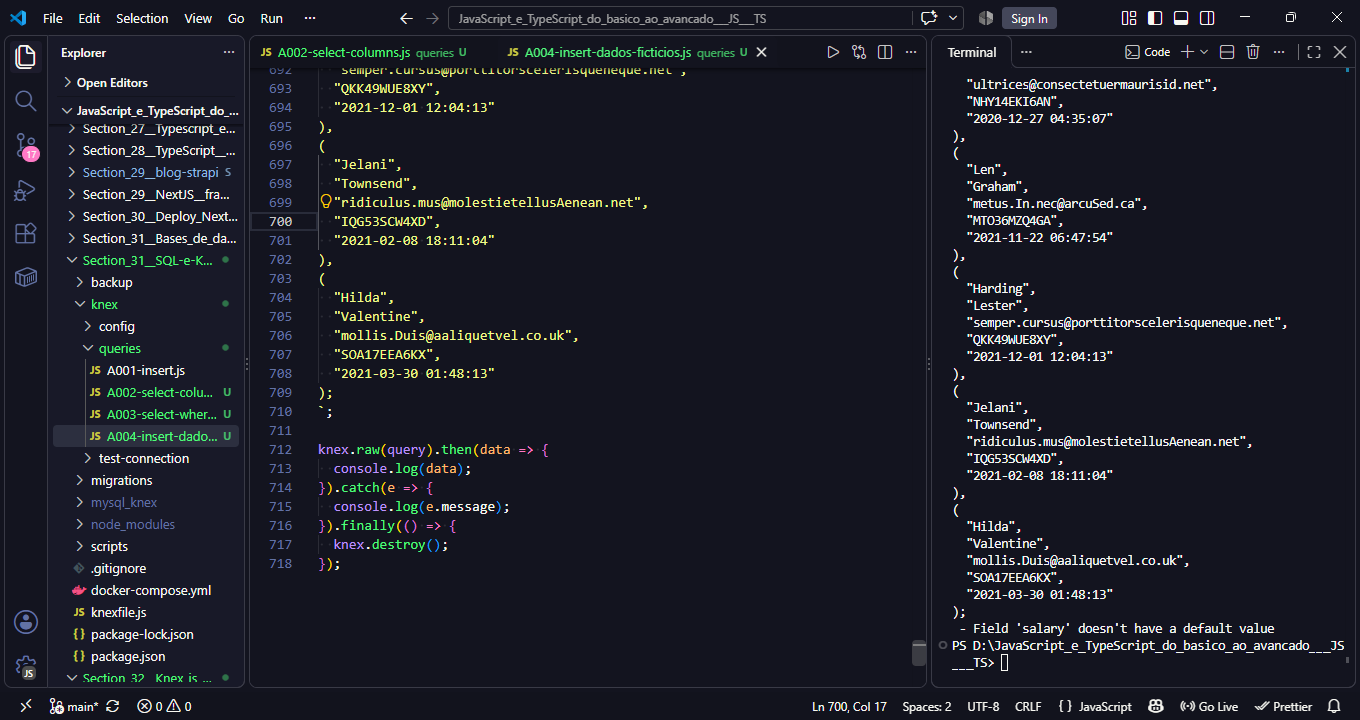 File Edit Selection View Go Run ··· JavaScript_e_TypeScript_do_basico_ao_avancado___JS___TS Sign In
Explorer ···
Open Editors
JavaScript_e_TypeScript_do_...
Section_27__Typescript_e...
Section_28__TypeScript__...
Section_29__blog-strapi S
Section_29__NextJS__fra...
Section_30__Deploy_Next...
Section_31__Bases_de_da...
Section_31__SQL-e-K...
backup
knex
config
queries
JS A001-insert.js
JS A002-select-colu... U
JS A003-select-wher... U
JS A004-insert-dado... U
test-connection
migrations
mysql_knex
node_modules
scripts
.gitignore
docker-compose.yml
JS knexfile.js
{} package-lock.json
{} package.json
Section_32__Knex.js_...
17
JS
JS A002-select-columns.js queries U JS A004-insert-dados-ficticios.js queries U
692 "semper.cursus@porttitorscelerisqueneque.net",
693 "QKK49WUE8XY",
694 "2021-12-01 12:04:13"
695 ),
696 (
697 "Jelani",
698 "Townsend",
699 "ridiculus.mus@molestietellusAenean.net",
700 "IQG53SCW4XD",
701 "2021-02-08 18:11:04"
702 ),
703 (
704 "Hilda",
705 "Valentine",
706 "mollis.Duis@aaliquetvel.co.uk",
707 "SOA17EEA6KX",
708 "2021-03-30 01:48:13"
709 );
710 `;
711
712 knex.raw(query).then(data => {
713 console.log(data);
714 }).catch(e => {
715 console.log(e.message);
716 }).finally(() => {
717 knex.destroy();
718 });
Terminal ··· Code
"ultrices@consectetuermaurisid.net",
"NHY14EKI6AN",
"2020-12-27 04:35:07"
),
(
"Len",
"Graham",
"metus.In.nec@arcuSed.ca",
"MTO36MZQ4GA",
"2021-11-22 06:47:54"
),
(
"Harding",
"Lester",
"semper.cursus@porttitorscelerisqueneque.net",
"QKK49WUE8XY",
"2021-12-01 12:04:13"
),
(
"Jelani",
"Townsend",
"ridiculus.mus@molestietellusAenean.net",
"IQG53SCW4XD",
"2021-02-08 18:11:04"
),
(
"Hilda",
"Valentine",
"mollis.Duis@aaliquetvel.co.uk",
"SOA17EEA6KX",
"2021-03-30 01:48:13"
);
- Field 'salary' doesn't have a default value
PS D:\JavaScript_e_TypeScript_do_basico_ao_avancado___JS
___TS>
main* 0 0 Ln 700, Col 17 Spaces: 2 UTF-8 CRLF {} JavaScript Go Live Prettier